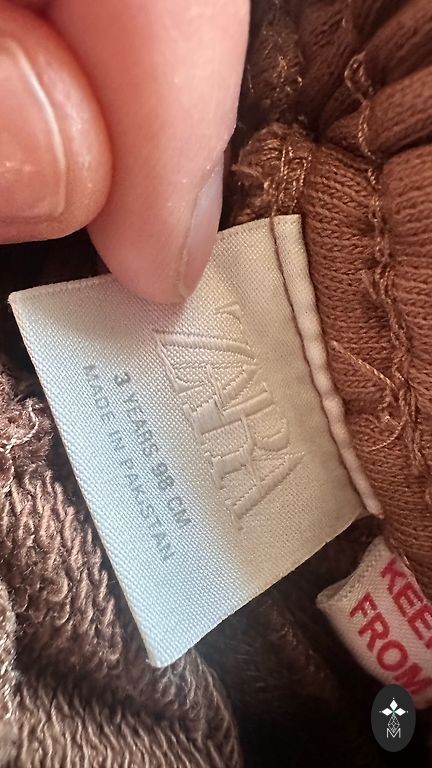 ZARA
3 YEARS 98 CM
MADE IN PAKISTAN
KEE
FROM
M